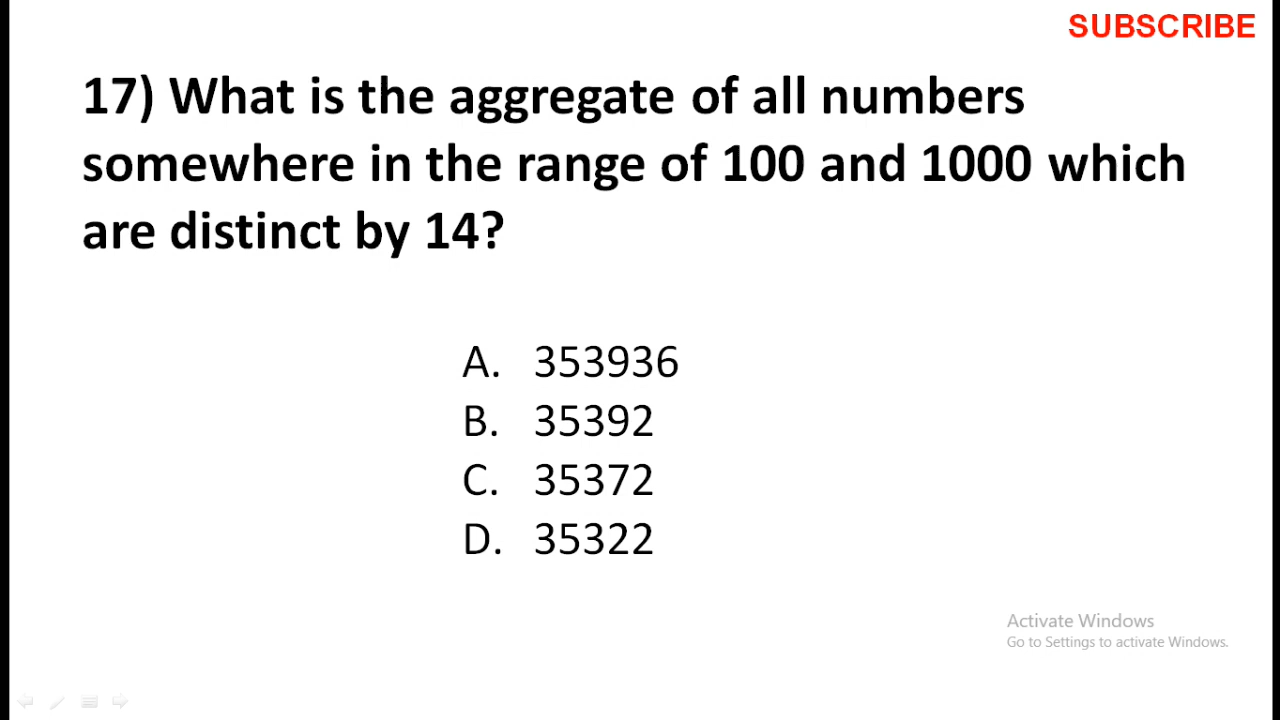 SUBSCRIBE
17) What is the aggregate of all numbers
somewhere in the range of 100 and 1000 which
are distinct by 14?
A. 353936
B. 35392
C. 35372
D. 35322
Activate Windows
Go to Settings to activate Windows.